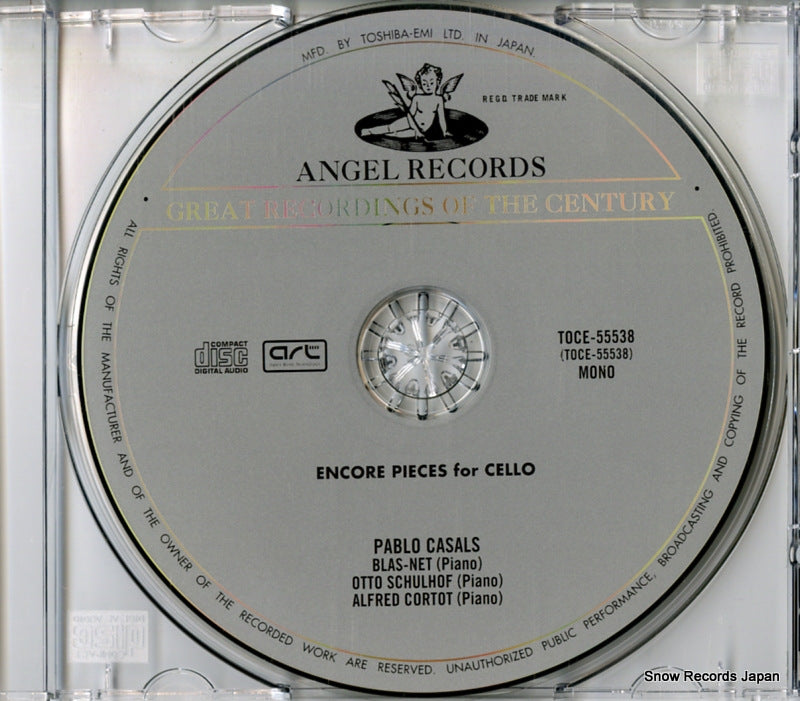 MFD. BY TOSHIBA-EMI LTD. IN JAPAN.
REGD. TRADE MARK
ANGEL RECORDS
GREAT RECORDINGS OF THE CENTURY
COMPACT
disc
DIGITAL AUDIO
art
TOCE-55538
(TOCE-55538)
MONO
ENCORE PIECES for CELLO
PABLO CASALS
BLAS-NET (Piano)
OTTO SCHULHOF (Piano)
ALFRED CORTOT (Piano)
ALL RIGHTS OF THE MANUFACTURER AND OF THE OWNER OF THE RECORDED WORK ARE RESERVED. UNAUTHORIZED PUBLIC PERFORMANCE, BROADCASTING AND COPYING OF THE RECORD PROHIBITED
Snow Records Japan